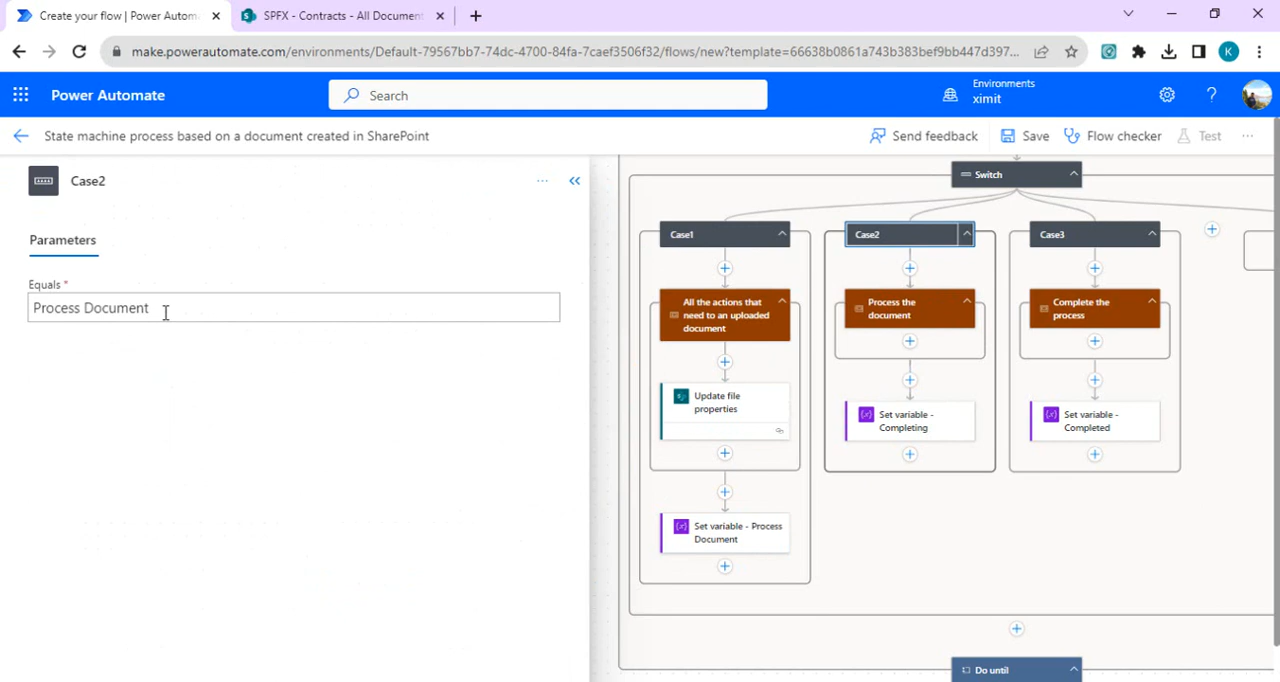 Create your flow | Power Autom
SPFX - Contracts - All Document
make.powerautomate.com/environments/Default-79567bb7-74dc-4700-84fa-7caef3506f32/flows/new?template=66638b0861a743b383bef9bb447d397...
K
Power Automate
Search
Environments
ximit
?
State machine process based on a document created in SharePoint
Send feedback
Save
Flow checker
Test
Case2
Parameters
Equals *
Process Document
Switch
Case1
Case2
Case3
All the actions
that need to an uploaded
document
Process the
document
Complete the
process
Update file
properties
Set variable -
Completing
Set variable -
Completed
Set variable - Process
Document
Do until